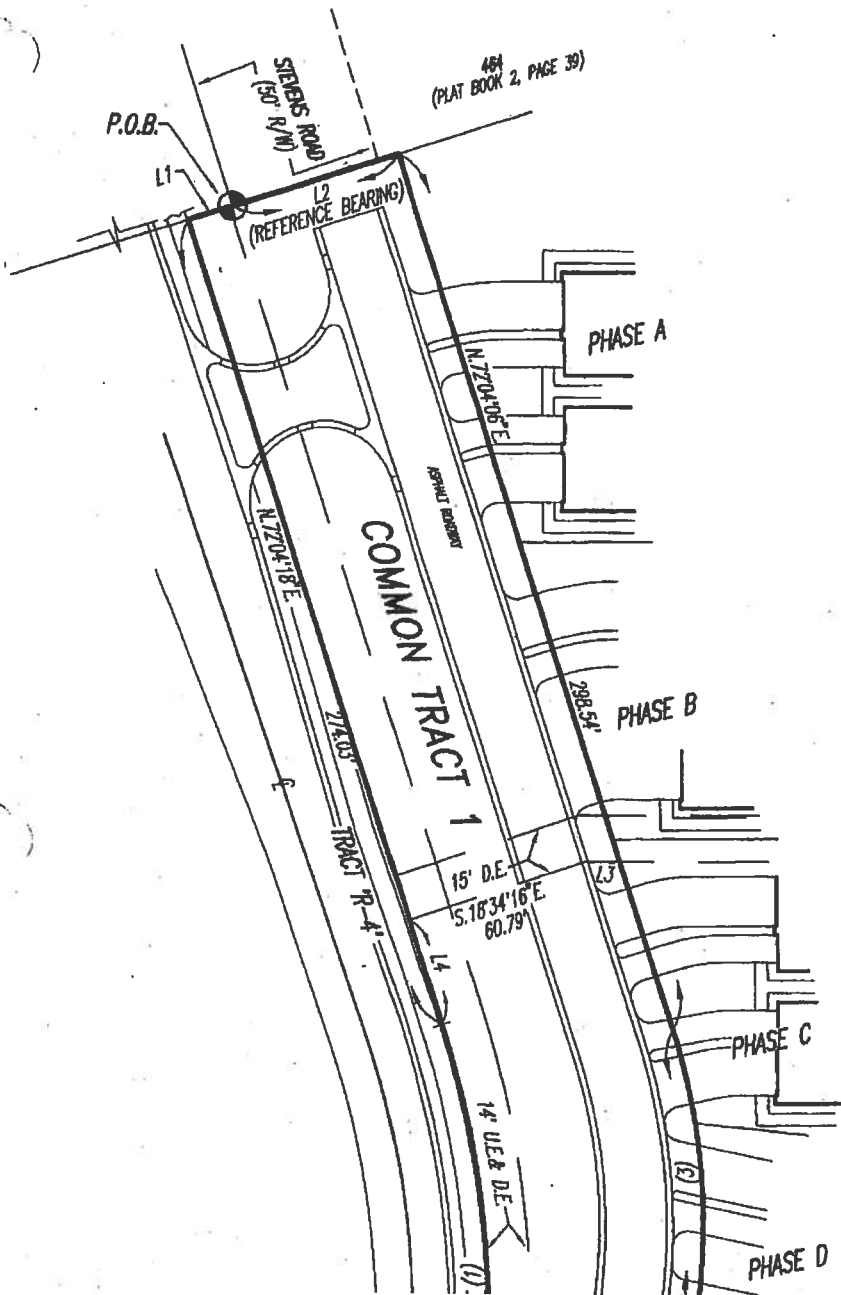 464
(PLAT BOOK 2, PAGE 39)
STEVENS ROAD
(50' R/W)
P.O.B.
L1
L2
(REFERENCE BEARING)
PHASE A
N.72°04'06"E.
ASPHALT ROADWAY
N.72°04'18"E.
COMMON TRACT 1
298.54'
PHASE B
274.03'
TRACT 'R-4'
15' D.E.
L3
S.18°34'16"E.
60.79'
L4
PHASE C
14' U.E.& D.E.
(3)
(1)
PHASE D